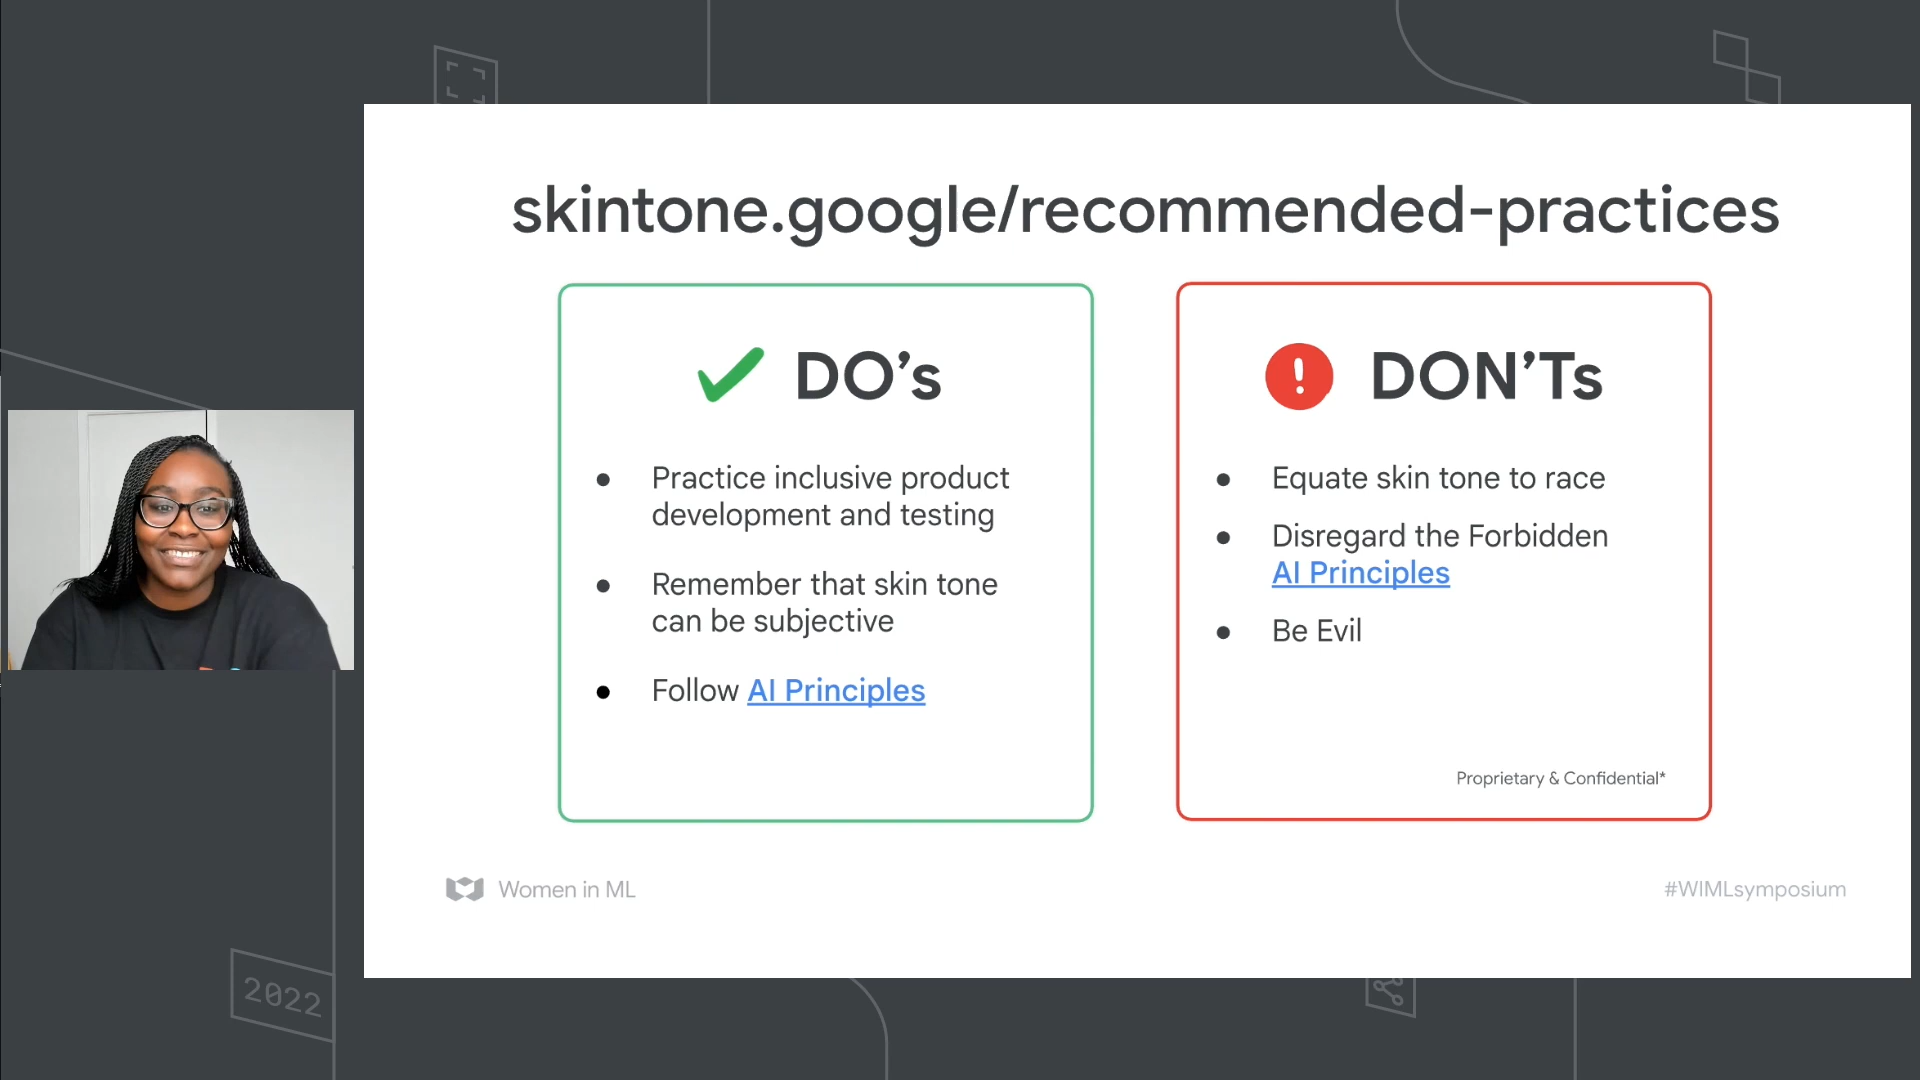 skintone.google/recommended-practices
DO’s
● Practice inclusive product
development and testing
● Remember that skin tone
can be subjective
● Follow AI Principles
DON’Ts
● Equate skin tone to race
● Disregard the Forbidden
AI Principles
● Be Evil
Proprietary & Confidential*
Women in ML
#WIMLsymposium
2022